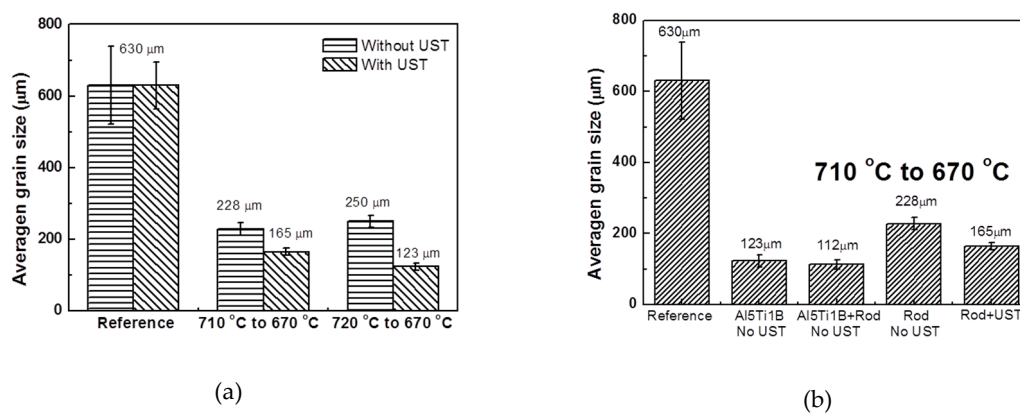 800
600
400
200
0
Averagen grain size (μm)
630 μm
228 μm
165 μm
250 μm
123 μm
Without UST
With UST
Reference
710 °C to 670 °C
720 °C to 670 °C
(a)
800
600
400
200
0
Averagen grain size (μm)
630μm
710 °C to 670 °C
123μm
112μm
228μm
165μm
Reference
Al5Ti1B
No UST
Al5Ti1B+Rod
No UST
Rod
No UST
Rod+UST
(b)